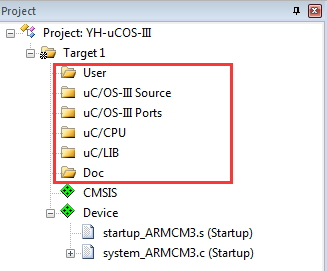 Project
Project: YH-uCOS-III
Target 1
User
uC/OS-III Source
uC/OS-III Ports
uC/CPU
uC/LIB
Doc
CMSIS
Device
startup_ARMCM3.s (Startup)
system_ARMCM3.c (Startup)